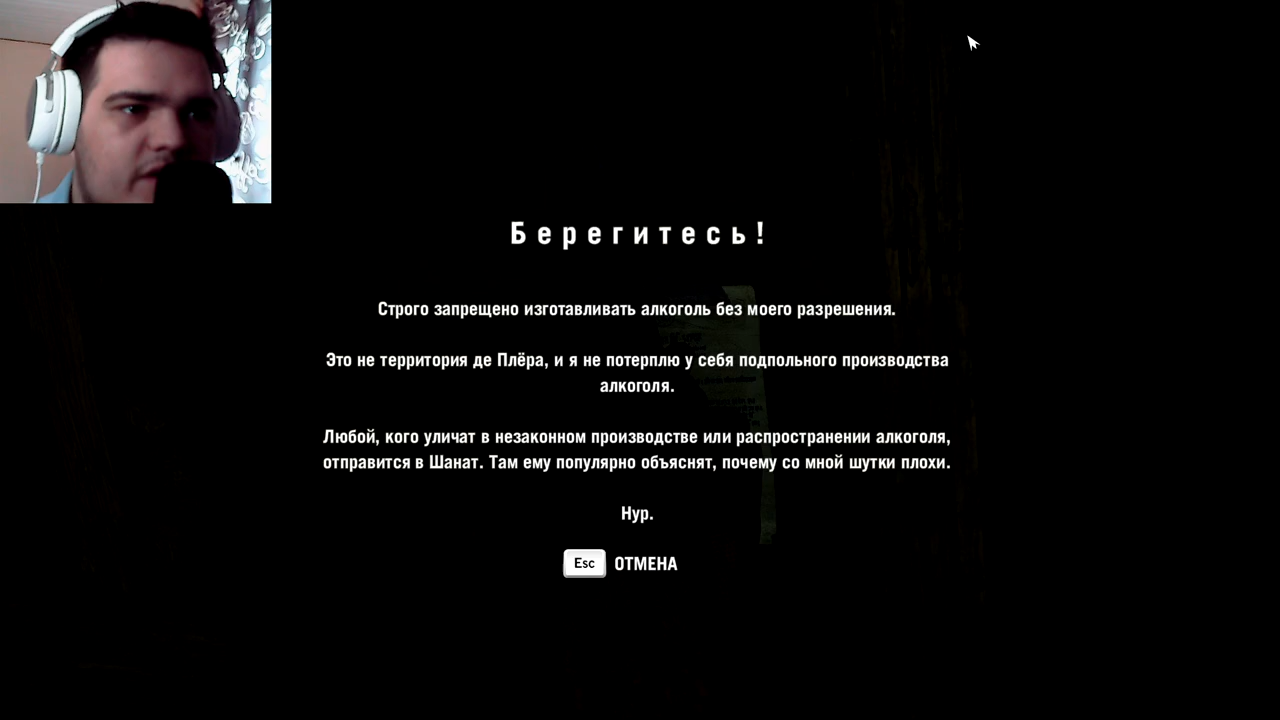 Берегитесь!
Строго запрещено изготавливать алкоголь без моего разрешения.
Это не территория де Плёра, и я не потерплю у себя подпольного производства
алкоголя.
Любой, кого уличат в незаконном производстве или распространении алкоголя,
отправится в Шанат. Там ему популярно объяснят, почему со мной шутки плохи.
Нур.
Esc ОТМЕНА